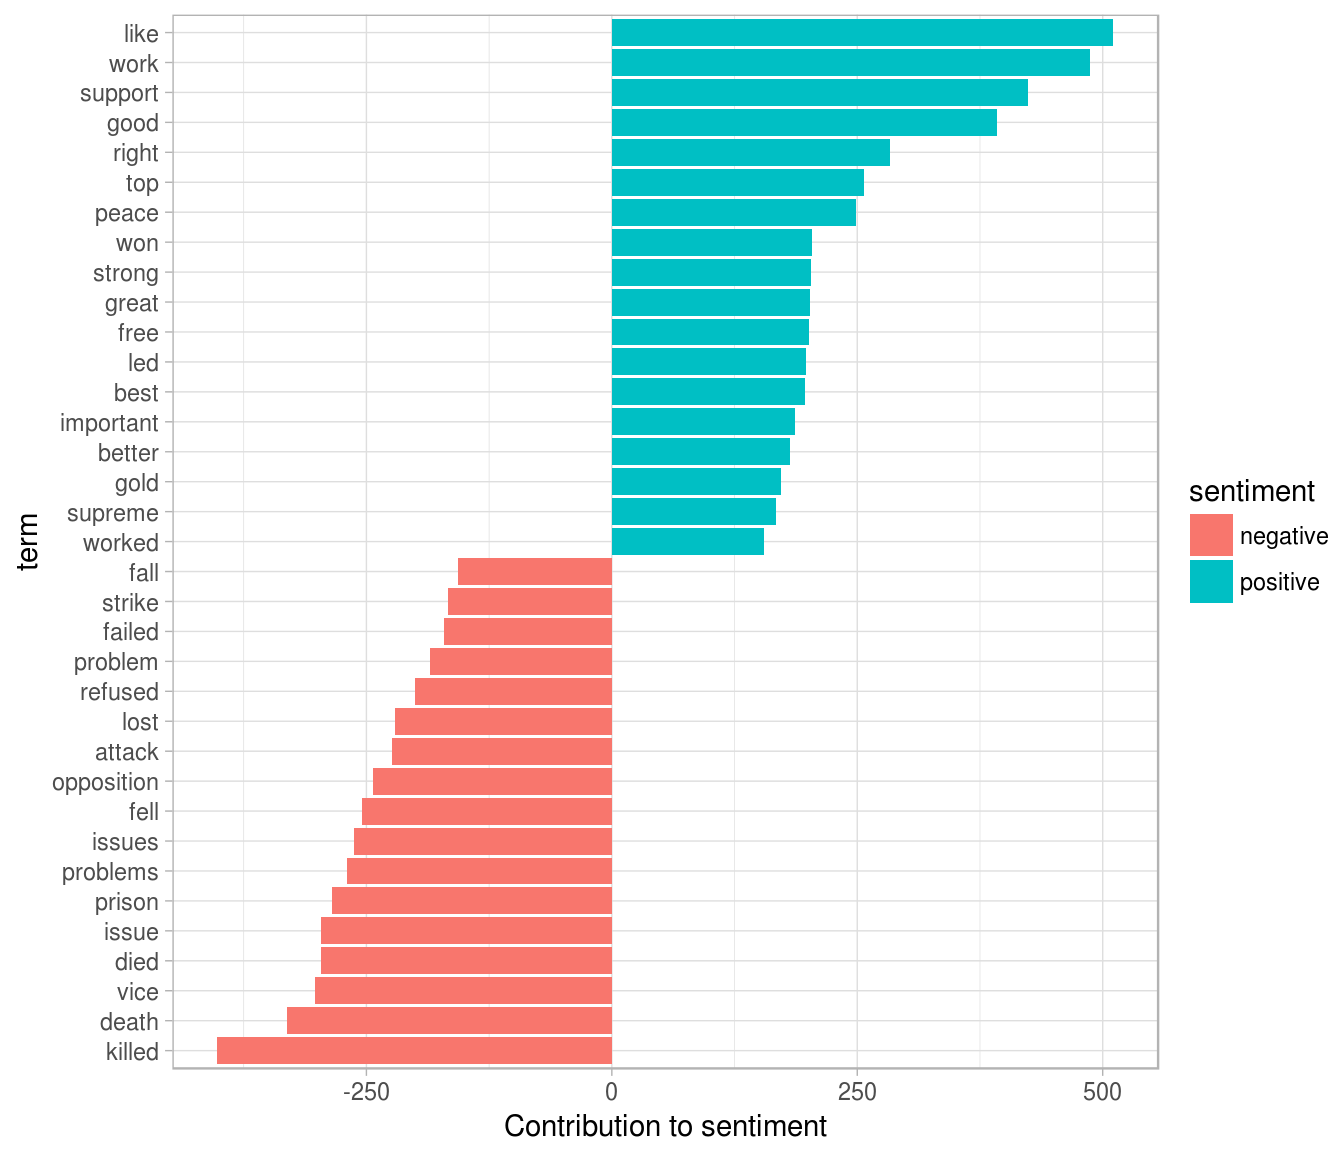 like
work
support
good
right
top
peace
won
strong
great
free
led
best
important
better
gold
supreme
worked
fall
strike
failed
problem
refused
lost
attack
opposition
fell
issues
problems
prison
issue
died
vice
death
killed
term
-250
0
250
500
Contribution to sentiment
sentiment
negative
positive